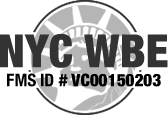 NYC WBE
FMS ID # VC00150203